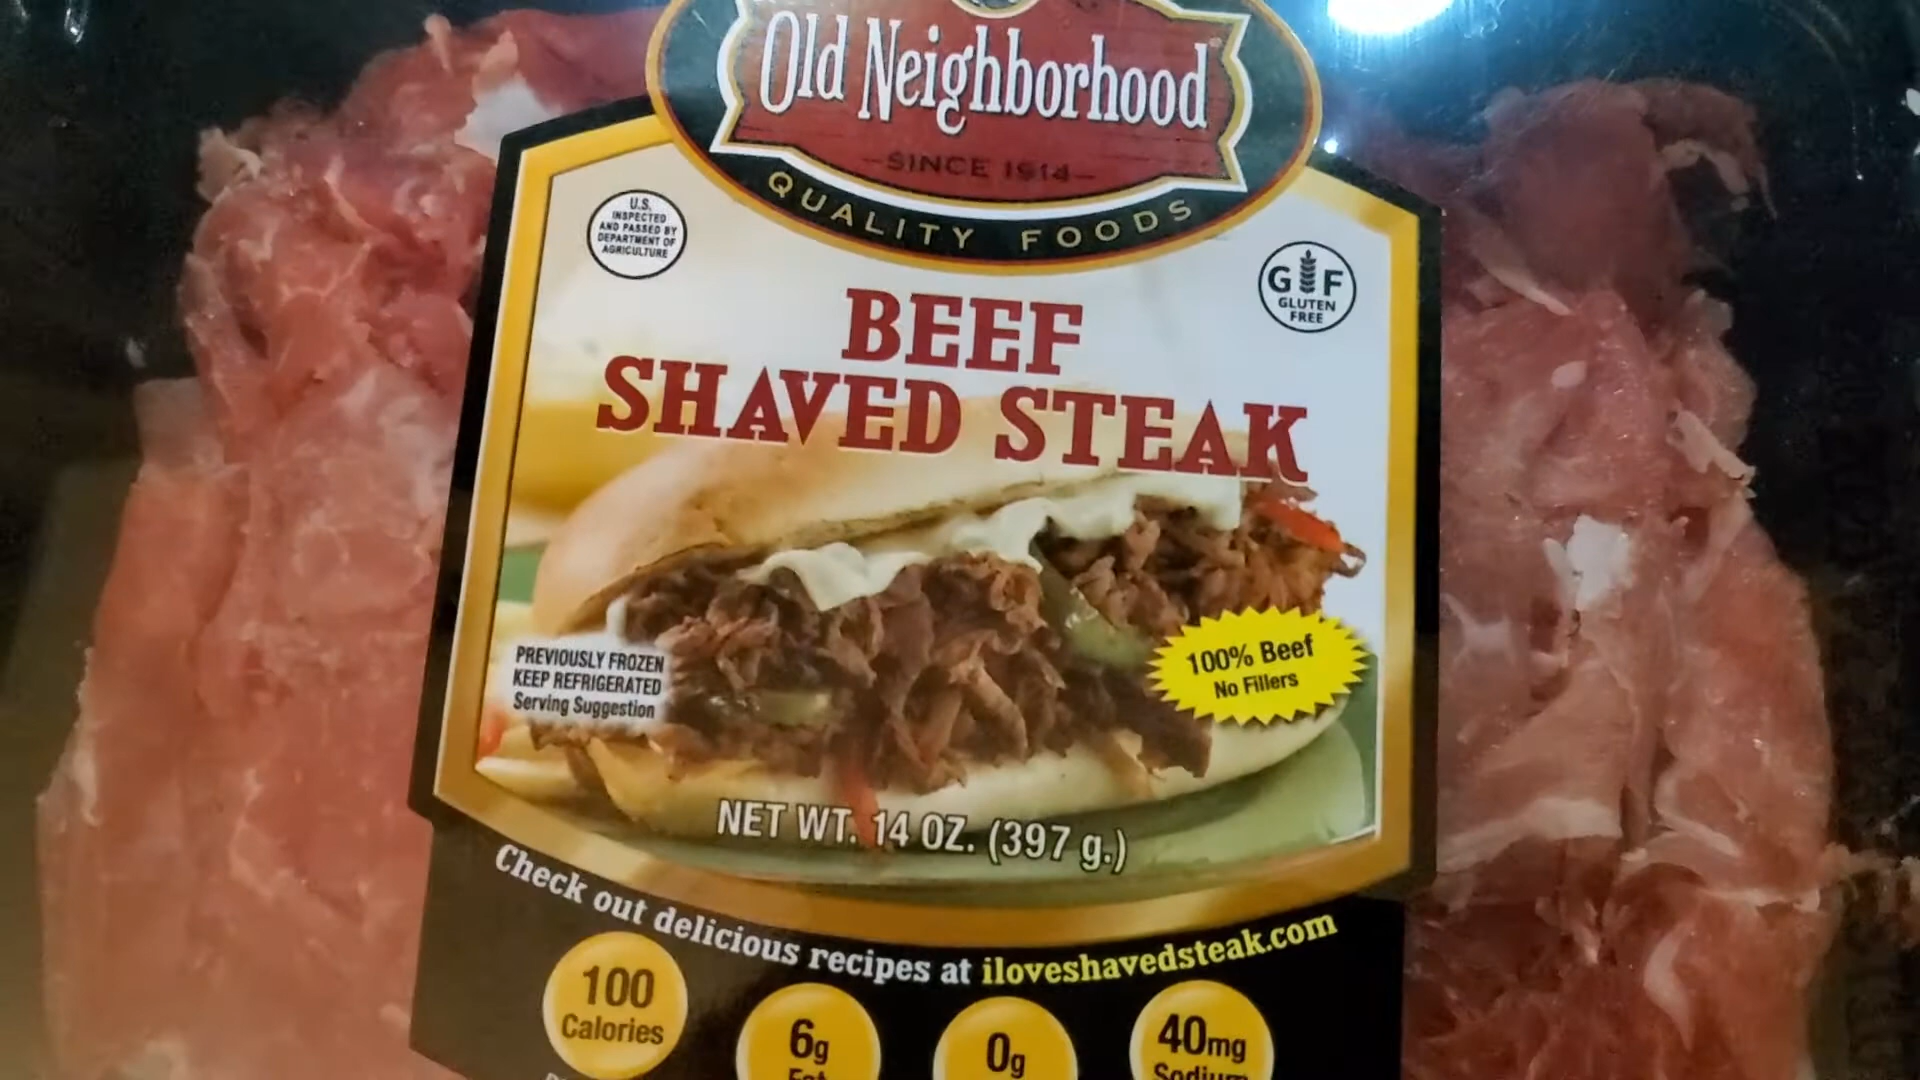 Old Neighborhood
SINCE 1914
QUALITY FOODS
U.S.
INSPECTED
AND PASSED BY
DEPARTMENT OF
AGRICULTURE
G F
GLUTEN
FREE
BEEF
SHAVED STEAK
100% Beef
No Fillers
PREVIOUSLY FROZEN
KEEP REFRIGERATED
Serving Suggestion
NET WT. 14 OZ. (397 g.)
Check out delicious recipes at iloveshavedsteak.com
100
Calories
6g
Fat
0g
40mg
Sodium